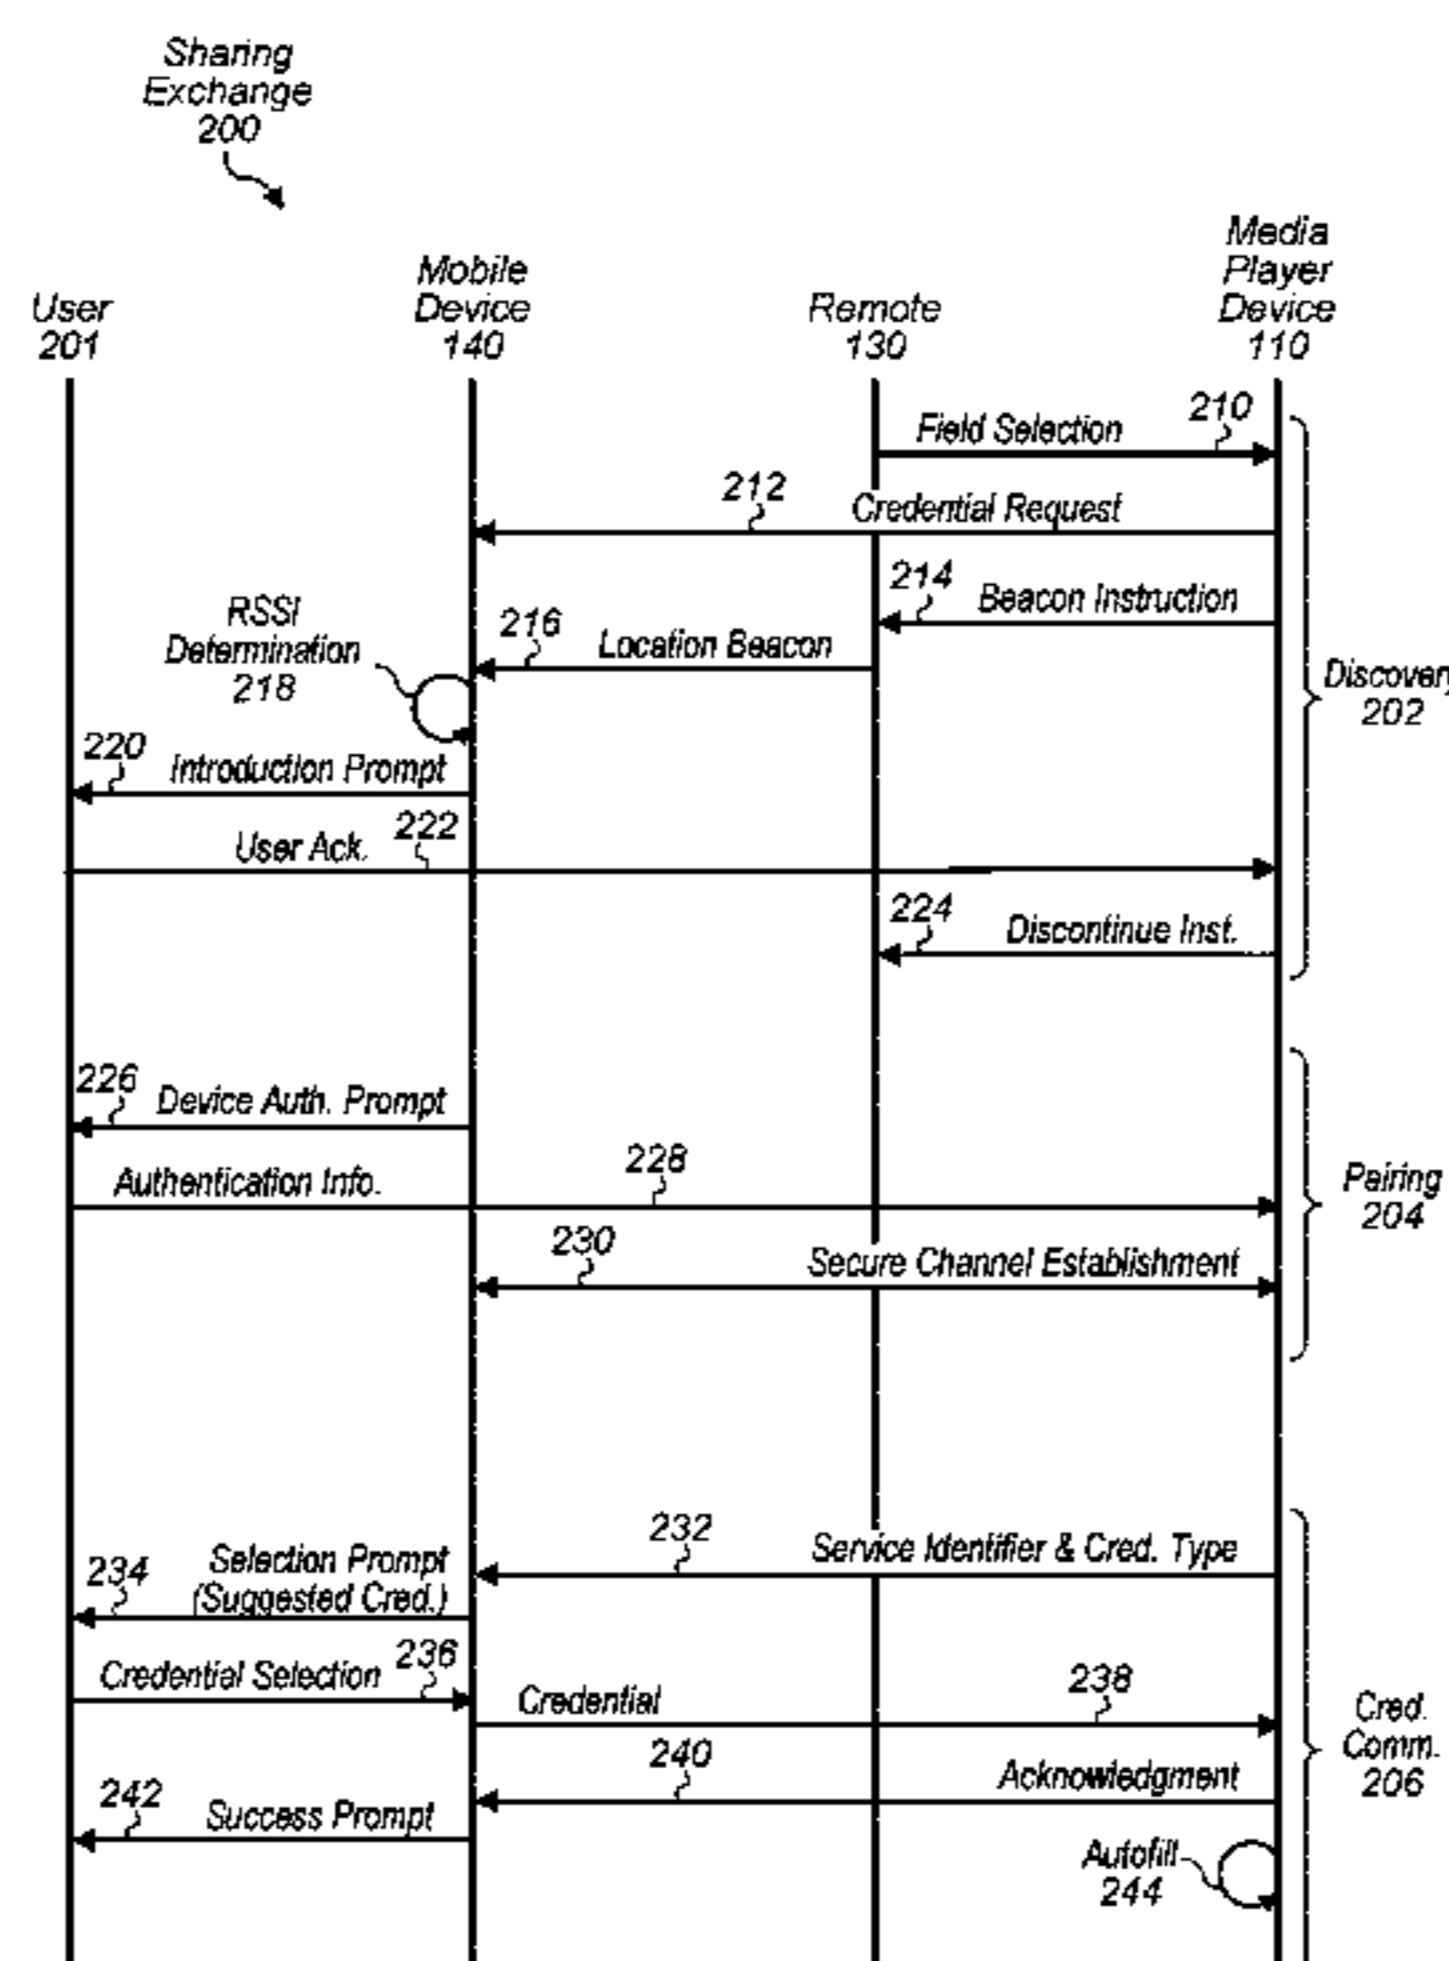 Sharing
Exchange
200
User
201
Mobile
Device
140
Remote
130
Media
Player
Device
110
210
Field Selection
212
Credential Request
214
Beacon Instruction
216
Location Beacon
RSSI
Determination
218
Discovery
202
220
Introduction Prompt
222
User Ack.
224
Discontinue Inst.
226
Device Auth. Prompt
228
Authentication Info.
Pairing
204
230
Secure Channel Establishment
232
Service Identifier & Cred. Type
234
Selection Prompt
(Suggested Cred.)
236
Credential Selection
238
Credential
Cred.
Comm.
206
240
Acknowledgment
242
Success Prompt
Autofill
244